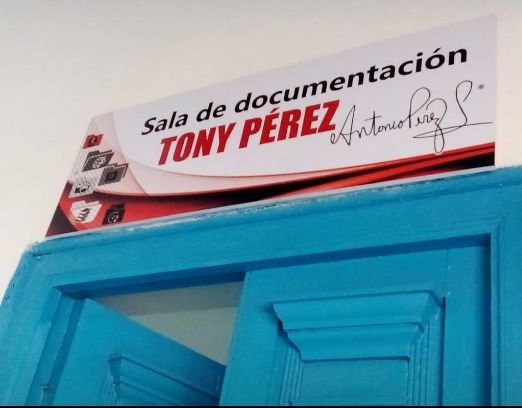 Sala de documentación
TONY PÉREZ
Antonio Pérez S.